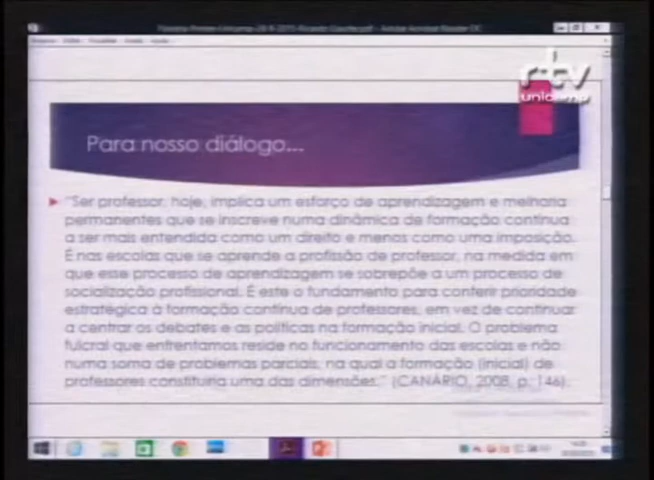 rtv
unicamp
Para nosso diálogo...
"Ser professor, hoje, implica um esforço de aprendizagem e melhoria
permanentes que se inscreve numa dinâmica de formação contínua
a ser mais entendida como um direito e menos como uma imposição.
É nas escolas que se aprende a profissão de professor, na medida em
que esse processo de aprendizagem se sobrepõe a um processo de
socialização profissional. É este o fundamento para conferir prioridade
estratégica à formação contínua de professores, em vez de continuar
a centrar os debates e as políticas na formação inicial. O problema
fulcral que enfrentamos reside no funcionamento das escolas e não
numa soma de problemas parciais, na qual a formação (inicial) de
professores constituiria uma das dimensões." (CANÁRIO, 2008, p. 146).